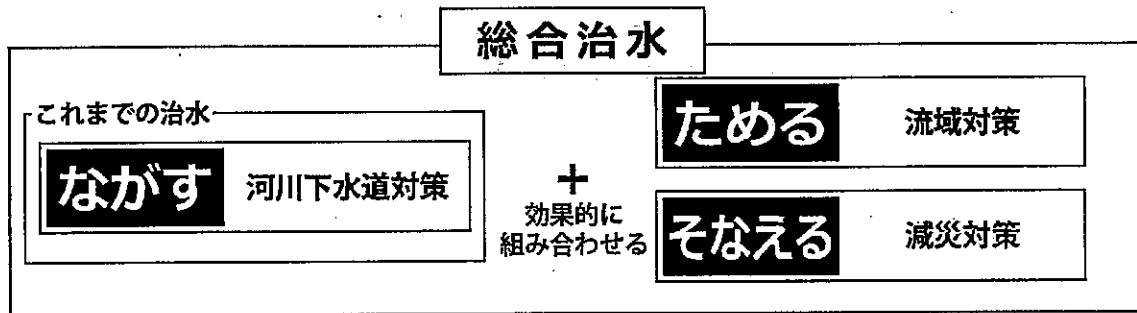 総合治水
これまでの治水
ながす 河川下水道対策
+
効果的に
組み合わせる
ためる 流域対策
そなえる 減災対策